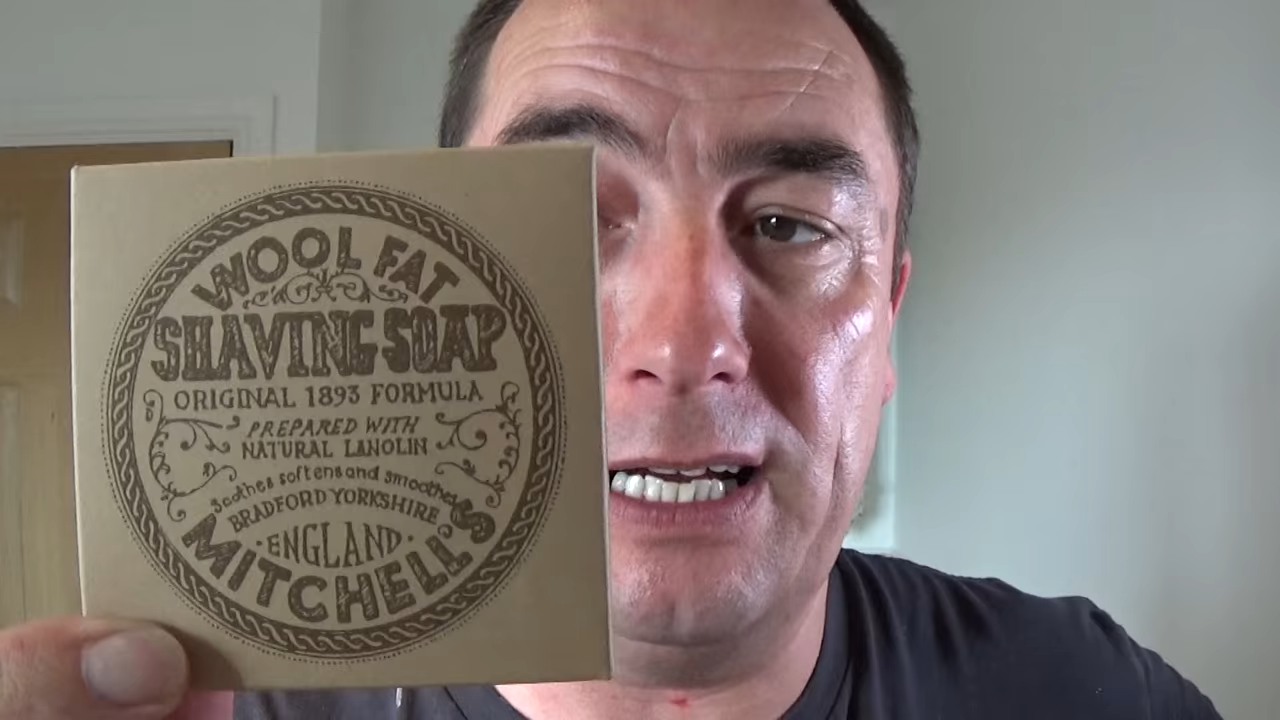 WOOL FAT
SHAVING SOAP
ORIGINAL 1893 FORMULA
PREPARED WITH
NATURAL LANOLIN
Soothes softens and smoothes
BRADFORD YORKSHIRE
·ENGLAND·
MITCHELL'S